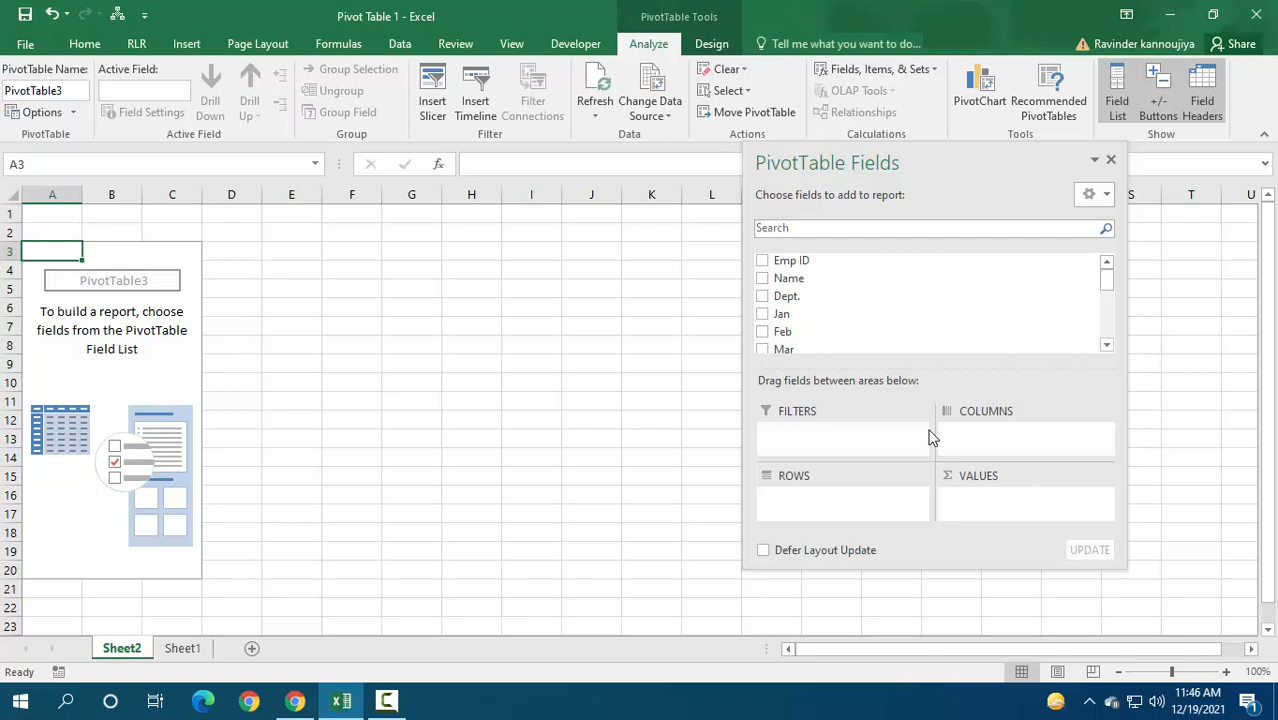 Pivot Table 1 - Excel
PivotTable Tools
File Home RLR Insert Page Layout Formulas Data Review View Developer Analyze Design Tell me what you want to do... Ravinder kannoujiya Share
PivotTable Name:
PivotTable3
Options
PivotTable
Active Field:
Field Settings
Drill Down
Drill Up
Active Field
Group Selection
Ungroup
Group Field
Group
Insert Slicer
Insert Timeline
Filter Connections
Filter
Refresh
Change Data Source
Data
Clear
Select
Move PivotTable
Actions
Fields, Items, & Sets
OLAP Tools
Relationships
Calculations
PivotChart
Recommended PivotTables
Tools
Field List
+/- Buttons
Field Headers
Show
A3
fx
A B C D E F G H I J K L S T U
1
2
3
4
5
6
7
8
9
10
11
12
13
14
15
16
17
18
19
20
21
22
23
PivotTable3
To build a report, choose
fields from the PivotTable
Field List
PivotTable Fields
Choose fields to add to report:
Search
Emp ID
Name
Dept.
Jan
Feb
Mar
Drag fields between areas below:
FILTERS
COLUMNS
ROWS
VALUES
Defer Layout Update
UPDATE
Sheet2 Sheet1
Ready
100%
11:46 AM
12/19/2021
1